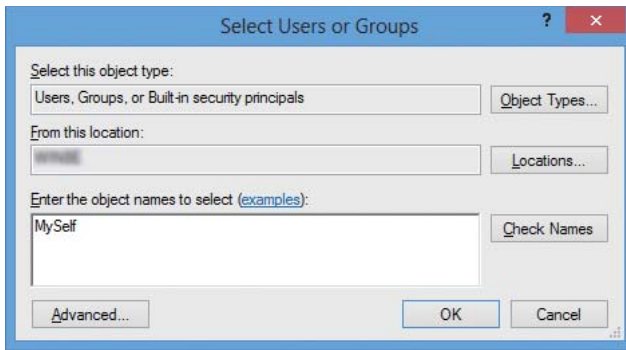 Select Users or Groups
?
Select this object type:
Users, Groups, or Built-in security principals
Object Types...
From this location:
Locations...
Enter the object names to select (examples):
MySelf
Check Names
Advanced...
OK
Cancel